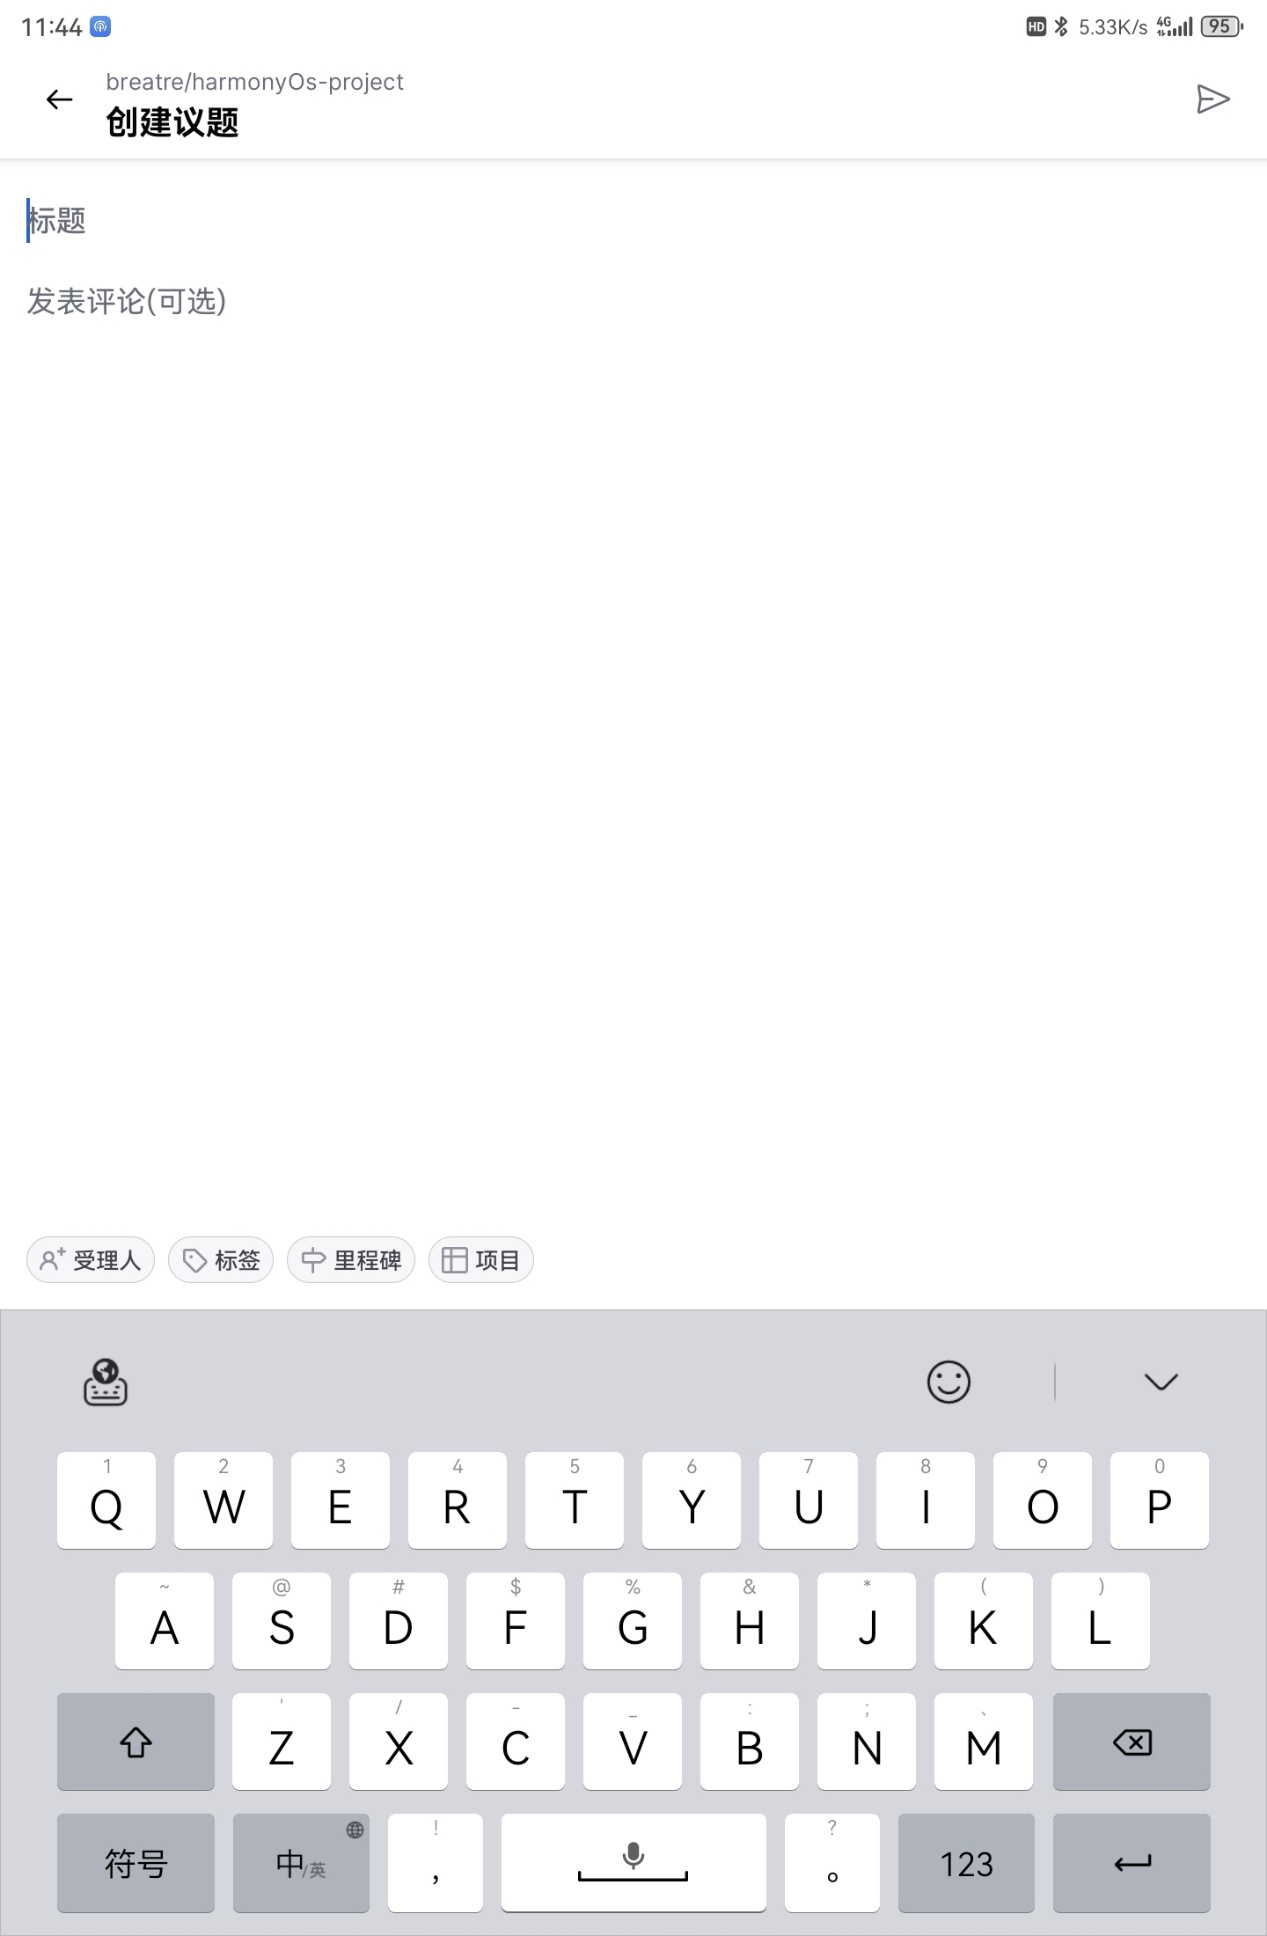 11:44
HD 5.33K/s 4G 95
breatre/harmonyOs-project
创建议题
标题
发表评论(可选)
受理人 标签 里程碑 项目
1 2 3 4 5 6 7 8 9 0
Q W E R T Y U I O P
~ @ # $ % & * ( )
A S D F G H J K L
' / - _ : ; 、
Z X C V B N M
! ?
符号 中/英 , 。 123